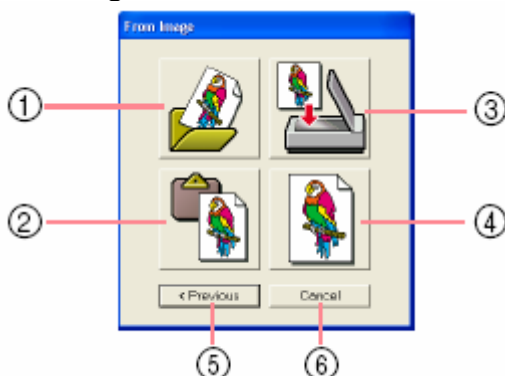 From Image
①
③
②
④
< Previous
Cancel
⑤
⑥